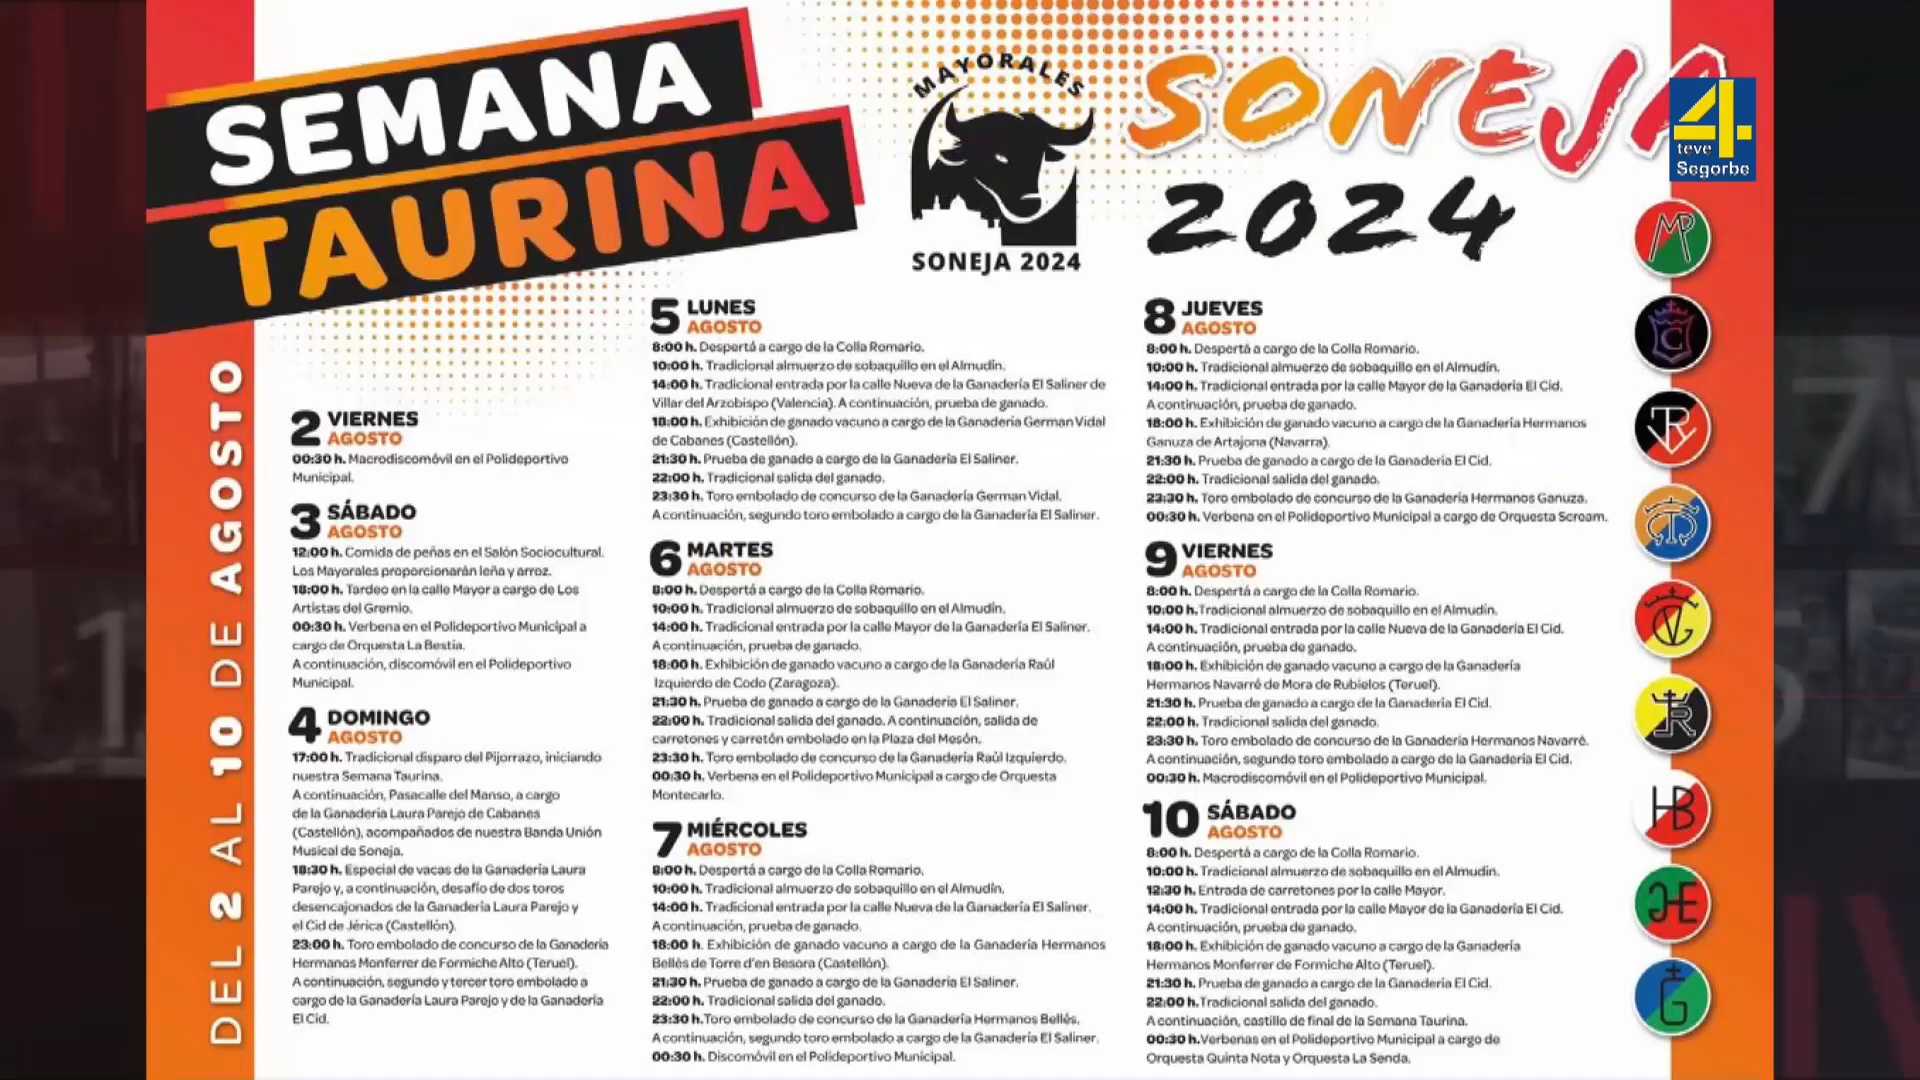 SEMANA
TAURINA
MAYORALES
SONEJA 2024
SONEJA
2024
4
teve
Segorbe
DEL 2 AL 10 DE AGOSTO
2 VIERNES
AGOSTO
00:30 h. Macrodiscomóvil en el Polideportivo
Municipal.
3 SÁBADO
AGOSTO
12:00 h. Comida de peñas en el Salón Sociocultural.
Los Mayorales proporcionarán leña y arroz.
18:00 h. Tardeo en la calle Mayor a cargo de Los
Artistas del Gremio.
00:30 h. Verbena en el Polideportivo Municipal a
cargo de Orquesta La Bestia.
A continuación, discomóvil en el Polideportivo
Municipal.
4 DOMINGO
AGOSTO
17:00 h. Tradicional disparo del Pijorrazo, iniciando
nuestra Semana Taurina.
A continuación, Pasacalle del Manso, a cargo
de la Ganadería Laura Parejo de Cabanes
(Castellón), acompañados de nuestra Banda Unión
Musical de Soneja.
18:30 h. Especial de vacas de la Ganadería Laura
Parejo y, a continuación, desafío de dos toros
desencajonados de la Ganadería Laura Parejo y
el Cid de Jérica (Castellón).
23:00 h. Toro embolado de concurso de la Ganadería
Hermanos Monferrer de Formiche Alto (Teruel).
A continuación, segundo y tercer toro embolado a
cargo de la Ganadería Laura Parejo y de la Ganadería
El Cid.
5 LUNES
AGOSTO
8:00 h. Despertá a cargo de la Colla Romario.
10:00 h. Tradicional almuerzo de sobaquillo en el Almudín.
14:00 h. Tradicional entrada por la calle Nueva de la Ganadería El Saliner de
Villar del Arzobispo (Valencia). A continuación, prueba de ganado.
18:00 h. Exhibición de ganado vacuno a cargo de la Ganadería German Vidal
de Cabanes (Castellón).
21:30 h. Prueba de ganado a cargo de la Ganadería El Saliner.
22:00 h. Tradicional salida del ganado.
23:30 h. Toro embolado de concurso de la Ganadería German Vidal.
A continuación, segundo toro embolado a cargo de la Ganadería El Saliner.
6 MARTES
AGOSTO
8:00 h. Despertá a cargo de la Colla Romario.
10:00 h. Tradicional almuerzo de sobaquillo en el Almudín.
14:00 h. Tradicional entrada por la calle Mayor de la Ganadería El Saliner.
A continuación, prueba de ganado.
18:00 h. Exhibición de ganado vacuno a cargo de la Ganadería Raúl
Izquierdo de Codo (Zaragoza).
21:30 h. Prueba de ganado a cargo de la Ganadería El Saliner.
22:00 h. Tradicional salida del ganado. A continuación, salida de
carretones y carretón embolado en la Plaza del Mesón.
23:30 h. Toro embolado de concurso de la Ganadería Raúl Izquierdo.
00:30 h. Verbena en el Polideportivo Municipal a cargo de Orquesta
Montecarlo.
7 MIÉRCOLES
AGOSTO
8:00 h. Despertá a cargo de la Colla Romario.
10:00 h. Tradicional almuerzo de sobaquillo en el Almudín.
14:00 h. Tradicional entrada por la calle Nueva de la Ganadería El Saliner.
A continuación, prueba de ganado.
18:00 h. Exhibición de ganado vacuno a cargo de la Ganadería Hermanos
Bellés de Torre d'en Besora (Castellón).
21:30 h. Prueba de ganado a cargo de la Ganadería El Saliner.
22:00 h. Tradicional salida del ganado.
23:30 h.Toro embolado de concurso de la Ganadería Hermanos Bellés.
A continuación, segundo toro embolado a cargo de la Ganadería El Saliner.
00:30 h. Discomóvil en el Polideportivo Municipal.
8 JUEVES
AGOSTO
8:00 h. Despertá a cargo de la Colla Romario.
10:00 h. Tradicional almuerzo de sobaquillo en el Almudín.
14:00 h. Tradicional entrada por la calle Mayor de la Ganadería El Cid.
A continuación, prueba de ganado.
18:00 h. Exhibición de ganado vacuno a cargo de la Ganadería Hermanos
Ganuza de Artajona (Navarra).
21:30 h. Prueba de ganado a cargo de la Ganadería El Cid.
22:00 h. Tradicional salida del ganado.
23:30 h. Toro embolado de concurso de la Ganadería Hermanos Ganuza.
00:30 h. Verbena en el Polideportivo Municipal a cargo de Orquesta Scream.
9 VIERNES
AGOSTO
8:00 h. Despertá a cargo de la Colla Romario.
10:00 h.Tradicional almuerzo de sobaquillo en el Almudín.
14:00 h. Tradicional entrada por la calle Nueva de la Ganadería El Cid.
A continuación, prueba de ganado.
18:00 h. Exhibición de ganado vacuno a cargo de la Ganadería
Hermanos Navarré de Mora de Rubielos (Teruel).
21:30 h. Prueba de ganado a cargo de la Ganadería El Cid.
22:00 h. Tradicional salida del ganado.
23:30 h. Toro embolado de concurso de la Ganadería Hermanos Navarré.
A continuación, segundo toro embolado a cargo de la Ganadería El Cid.
00:30 h. Macrodiscomóvil en el Polideportivo Municipal.
10 SÁBADO
AGOSTO
8:00 h. Despertá a cargo de la Colla Romario.
10:00 h. Tradicional almuerzo de sobaquillo en el Almudín.
12:30 h. Entrada de carretones por la calle Mayor.
14:00 h. Tradicional entrada por la calle Mayor de la Ganadería El Cid.
A continuación, prueba de ganado.
18:00 h. Exhibición de ganado vacuno a cargo de la Ganadería
Hermanos Monferrer de Formiche Alto (Teruel).
21:30 h. Prueba de ganado a cargo de la Ganadería El Cid.
22:00 h.Tradicional salida del ganado.
A continuación, castillo de final de la Semana Taurina.
00:30 h.Verbenas en el Polideportivo Municipal a cargo de
Orquesta Quinta Nota y Orquesta La Senda.
C
HB
G